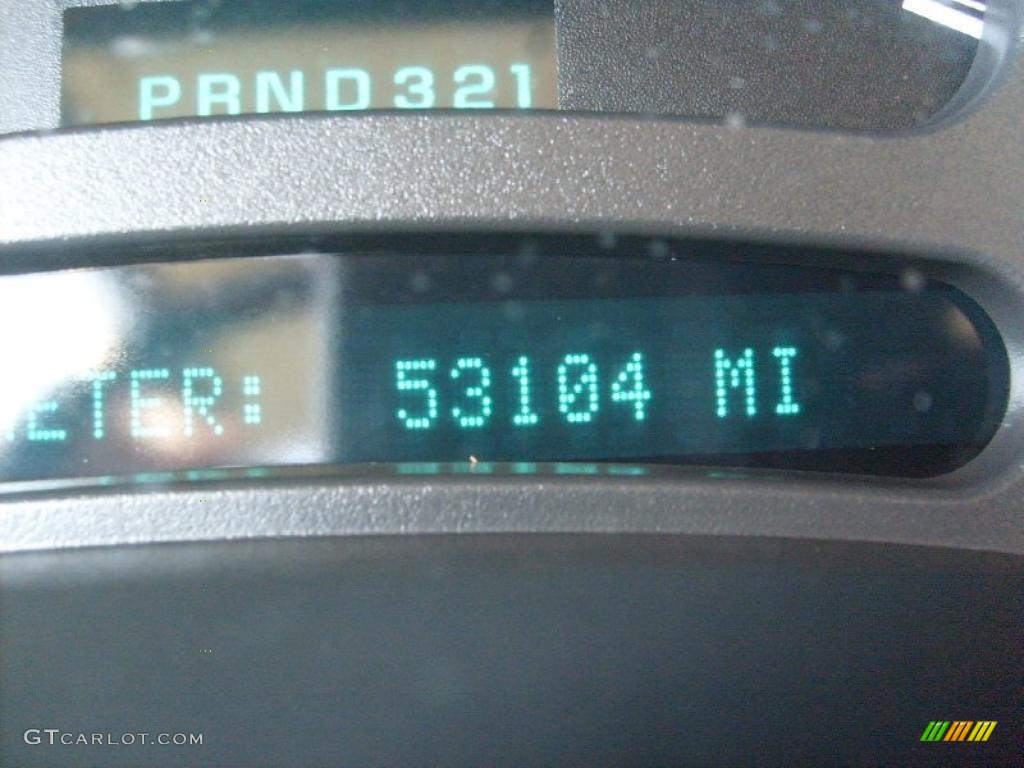 PRND321
ETER: 53104 MI
GTCARLOT.COM